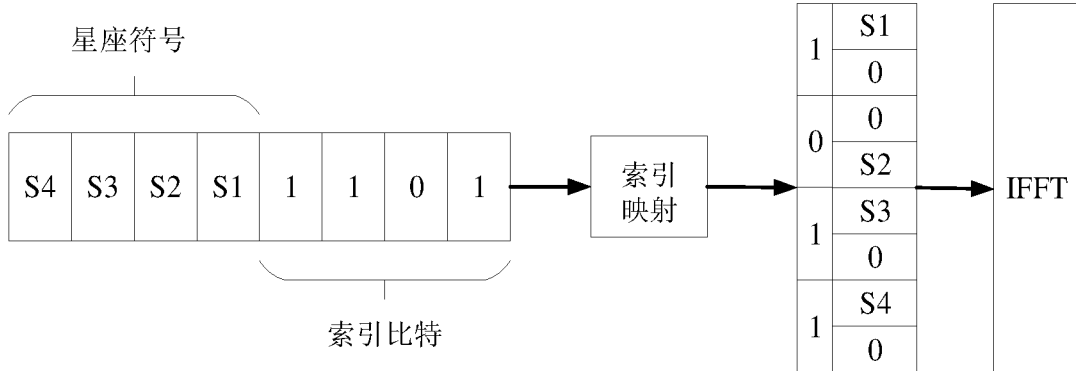 星座符号
S4 S3 S2 S1 1 1 0 1
索引比特
索引
映射
1 S1
0
0 0
S2
1 S3
0
1 S4
0
IFFT